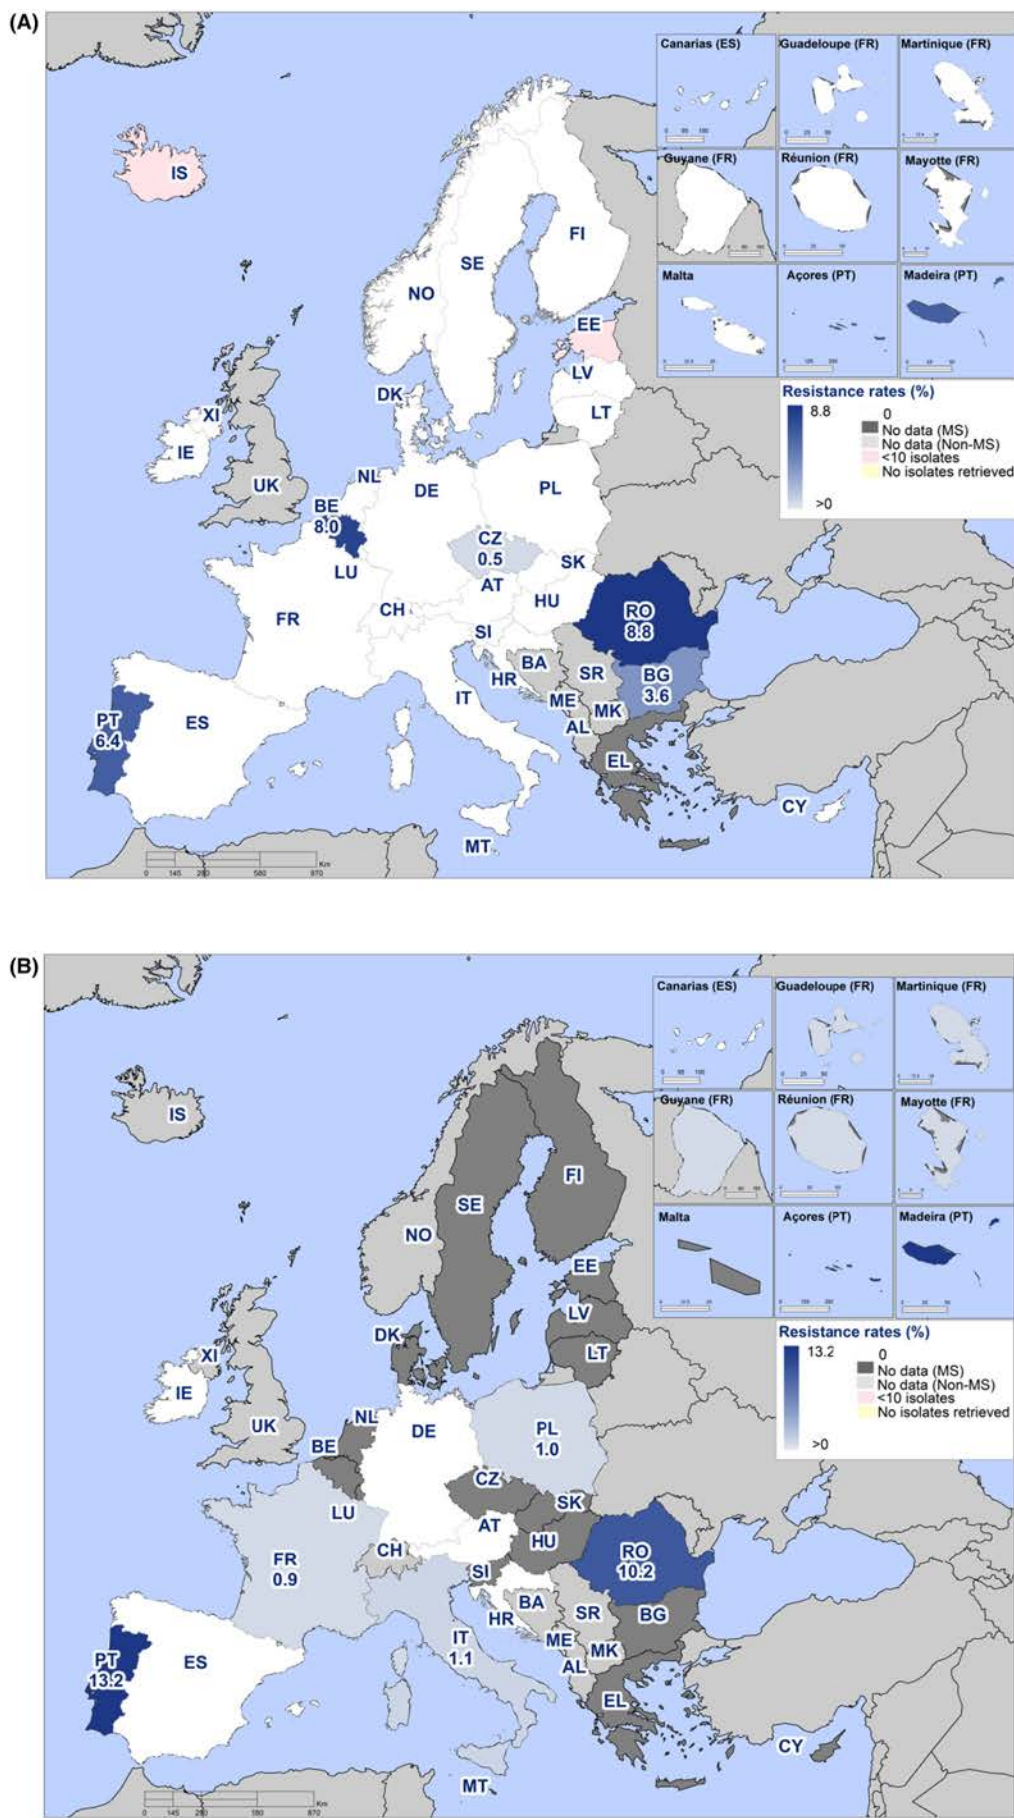 (A)
Canarias (ES)
Guadeloupe (FR)
Martinique (FR)
Guyane (FR)
Réunion (FR)
Mayotte (FR)
Malta
Açores (PT)
Madeira (PT)
IS
FI
SE
NO
EE
LV
LT
DK
XI
IE
UK
NL
DE
PL
BE
8.0
CZ
0.5
SK
LU
AT
HU
CH
FR
SI
RO
8.8
BA
SR
BG
3.6
HR
IT
ME
MK
AL
PT
6.4
ES
EL
CY
MT
Resistance rates (%)
8.8
>0
0
No data (MS)
No data (Non-MS)
<10 isolates
No isolates retrieved
Km
0 145 290 580 870
(B)
Canarias (ES)
Guadeloupe (FR)
Martinique (FR)
Guyane (FR)
Réunion (FR)
Mayotte (FR)
Malta
Açores (PT)
Madeira (PT)
IS
FI
SE
NO
EE
LV
LT
DK
XI
IE
UK
NL
DE
PL
1.0
BE
CZ
SK
LU
AT
HU
CH
FR
0.9
SI
RO
10.2
BA
SR
BG
HR
IT
1.1
ME
MK
AL
PT
13.2
ES
EL
CY
MT
Resistance rates (%)
13.2
>0
0
No data (MS)
No data (Non-MS)
<10 isolates
No isolates retrieved
Km